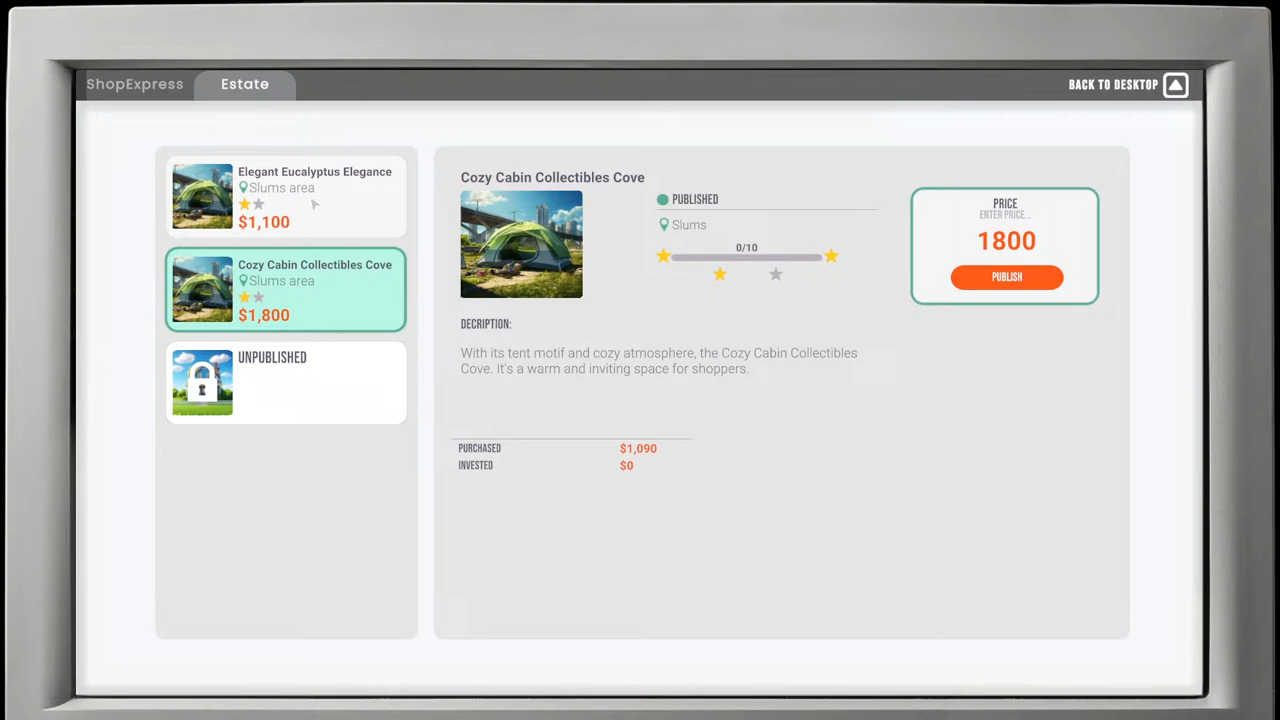 ShopExpress
Estate
BACK TO DESKTOP
Elegant Eucalyptus Elegance
Slums area
$1,100
Cozy Cabin Collectibles Cove
Slums area
$1,800
UNPUBLISHED
Cozy Cabin Collectibles Cove
PUBLISHED
Slums
0/10
PRICE
ENTER PRICE...
1800
PUBLISH
DECRIPTION:
With its tent motif and cozy atmosphere, the Cozy Cabin Collectibles
Cove. It's a warm and inviting space for shoppers.
PURCHASED $1,090
INVESTED $0